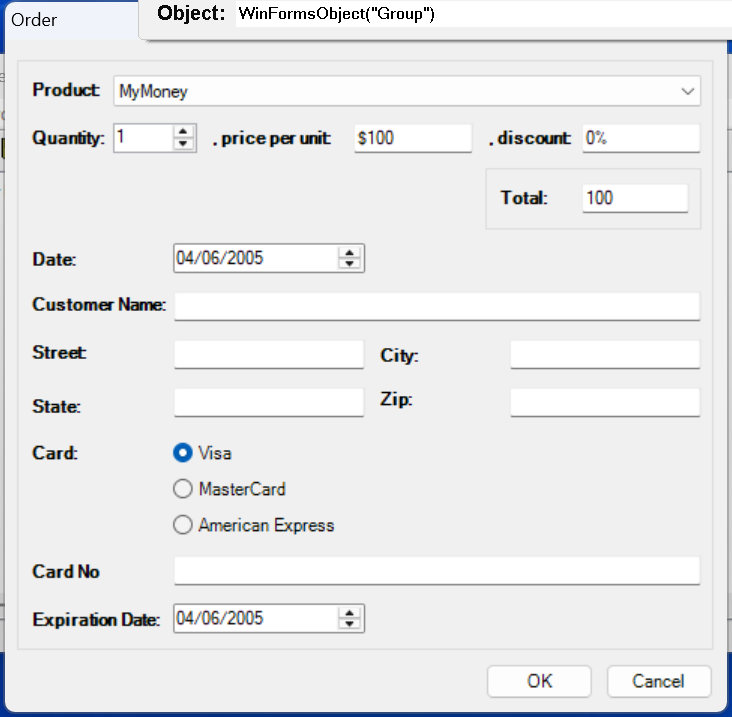 Order
Object: WinFormsObject("Group")
Product: MyMoney
Quantity: 1 , price per unit: $100 , discount: 0%
Total: 100
Date: 04/06/2005
Customer Name:
Street: City:
State: Zip:
Card: Visa
MasterCard
American Express
Card No
Expiration Date: 04/06/2005
OK Cancel